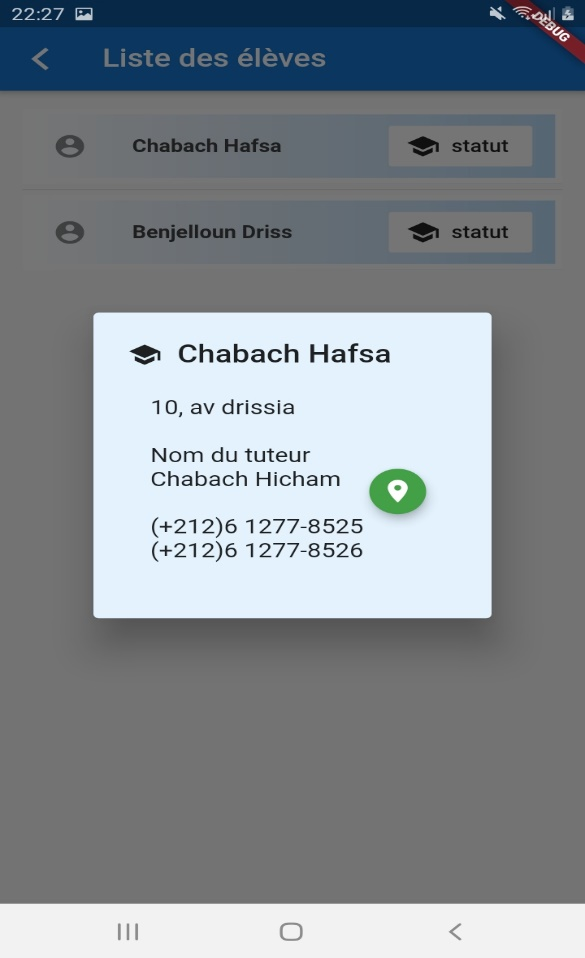 22:27
DEBUG
Liste des élèves
Chabach Hafsa
statut
Benjelloun Driss
statut
Chabach Hafsa
10, av drissia
Nom du tuteur
Chabach Hicham
(+212)6 1277-8525
(+212)6 1277-8526